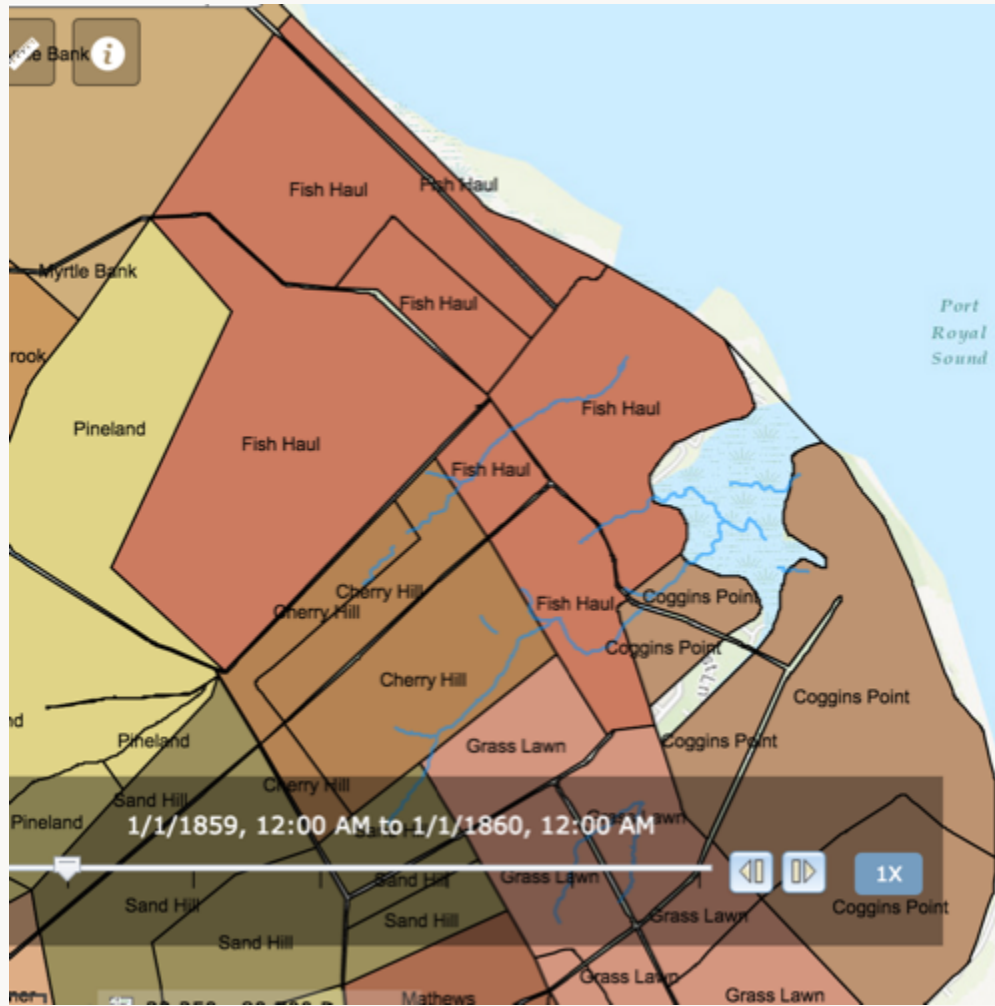 Bank
Fish Haul
Fish Haul
Myrtle Bank
Fish Haul
Port
Royal
Sound
rook
Fish Haul
Pineland
Fish Haul
Fish Haul
Cherry Hill
Coggins Point
Fish Haul
Cherry Hill
Coggins Point
Cherry Hill
Coggins Point
Pineland
Coggins Point
Grass Lawn
Cherry Hill
Sand Hill
Pineland
Grass Lawn
1/1/1859, 12:00 AM to 1/1/1860, 12:00 AM
Sand Hill
Grass Lawn
1X
Sand Hill
Sand Hill
Grass Lawn
Coggins Point
Sand Hill
Grass Lawn
Mathews
Grass Lawn